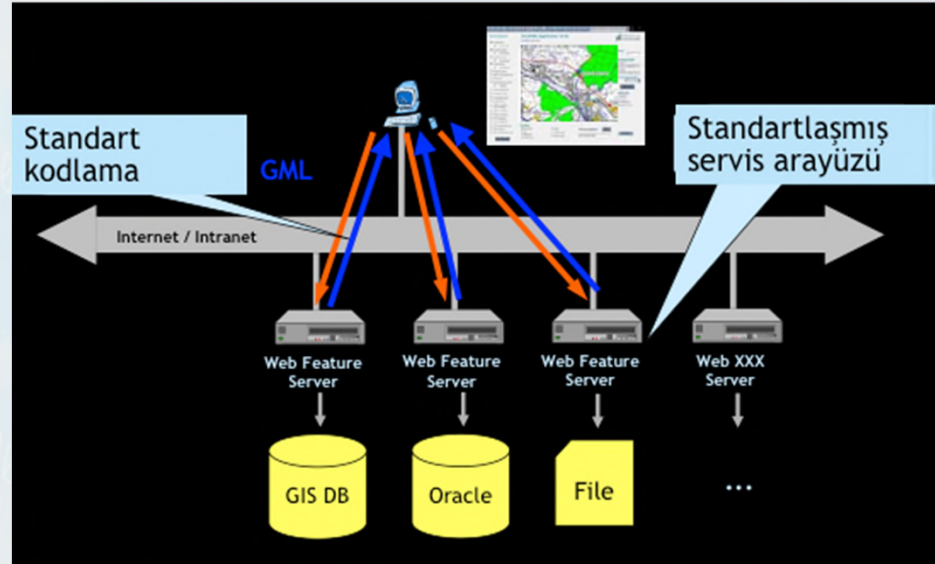 Standart
kodlama
GML
Standartlaşmış
servis arayüzü
Internet / Intranet
Web Feature
Server
Web Feature
Server
Web Feature
Server
Web XXX
Server
GIS DB
Oracle
File
...